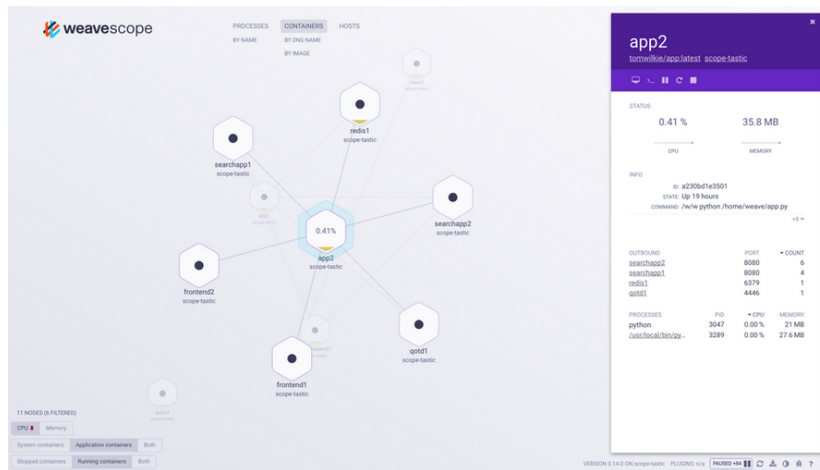 weavescope
PROCESSES CONTAINERS HOSTS
BY NAME BY DNS NAME
BY IMAGE
redis1
scope-tastic
searchapp1
scope-tastic
searchapp2
scope-tastic
0.41%
app2
scope-tastic
frontend2
scope-tastic
qotd1
scope-tastic
frontend1
scope-tastic
11 NODES (6 FILTERED)
CPU Memory
System containers Application containers Both
Stopped containers Running containers Both
app2
tomwilkie/app:latest scope-tastic
STATUS
0.41 % 35.8 MB
CPU MEMORY
INFO
ID: a230bd1e3501
STATE: Up 19 hours
COMMAND: /w/w python /home/weave/app.py
+8
OUTBOUND PORT COUNT
searchapp2 8080 6
searchapp1 8080 4
redis1 6379 1
qotd1 4446 1
PROCESSES PID CPU MEMORY
python 3047 0.00 % 21 MB
/usr/local/bin/py... 3289 0.00 % 27.6 MB
VERSION 0.14.0 ON scope-tastic PLUGINS: n/a PAUSED +84